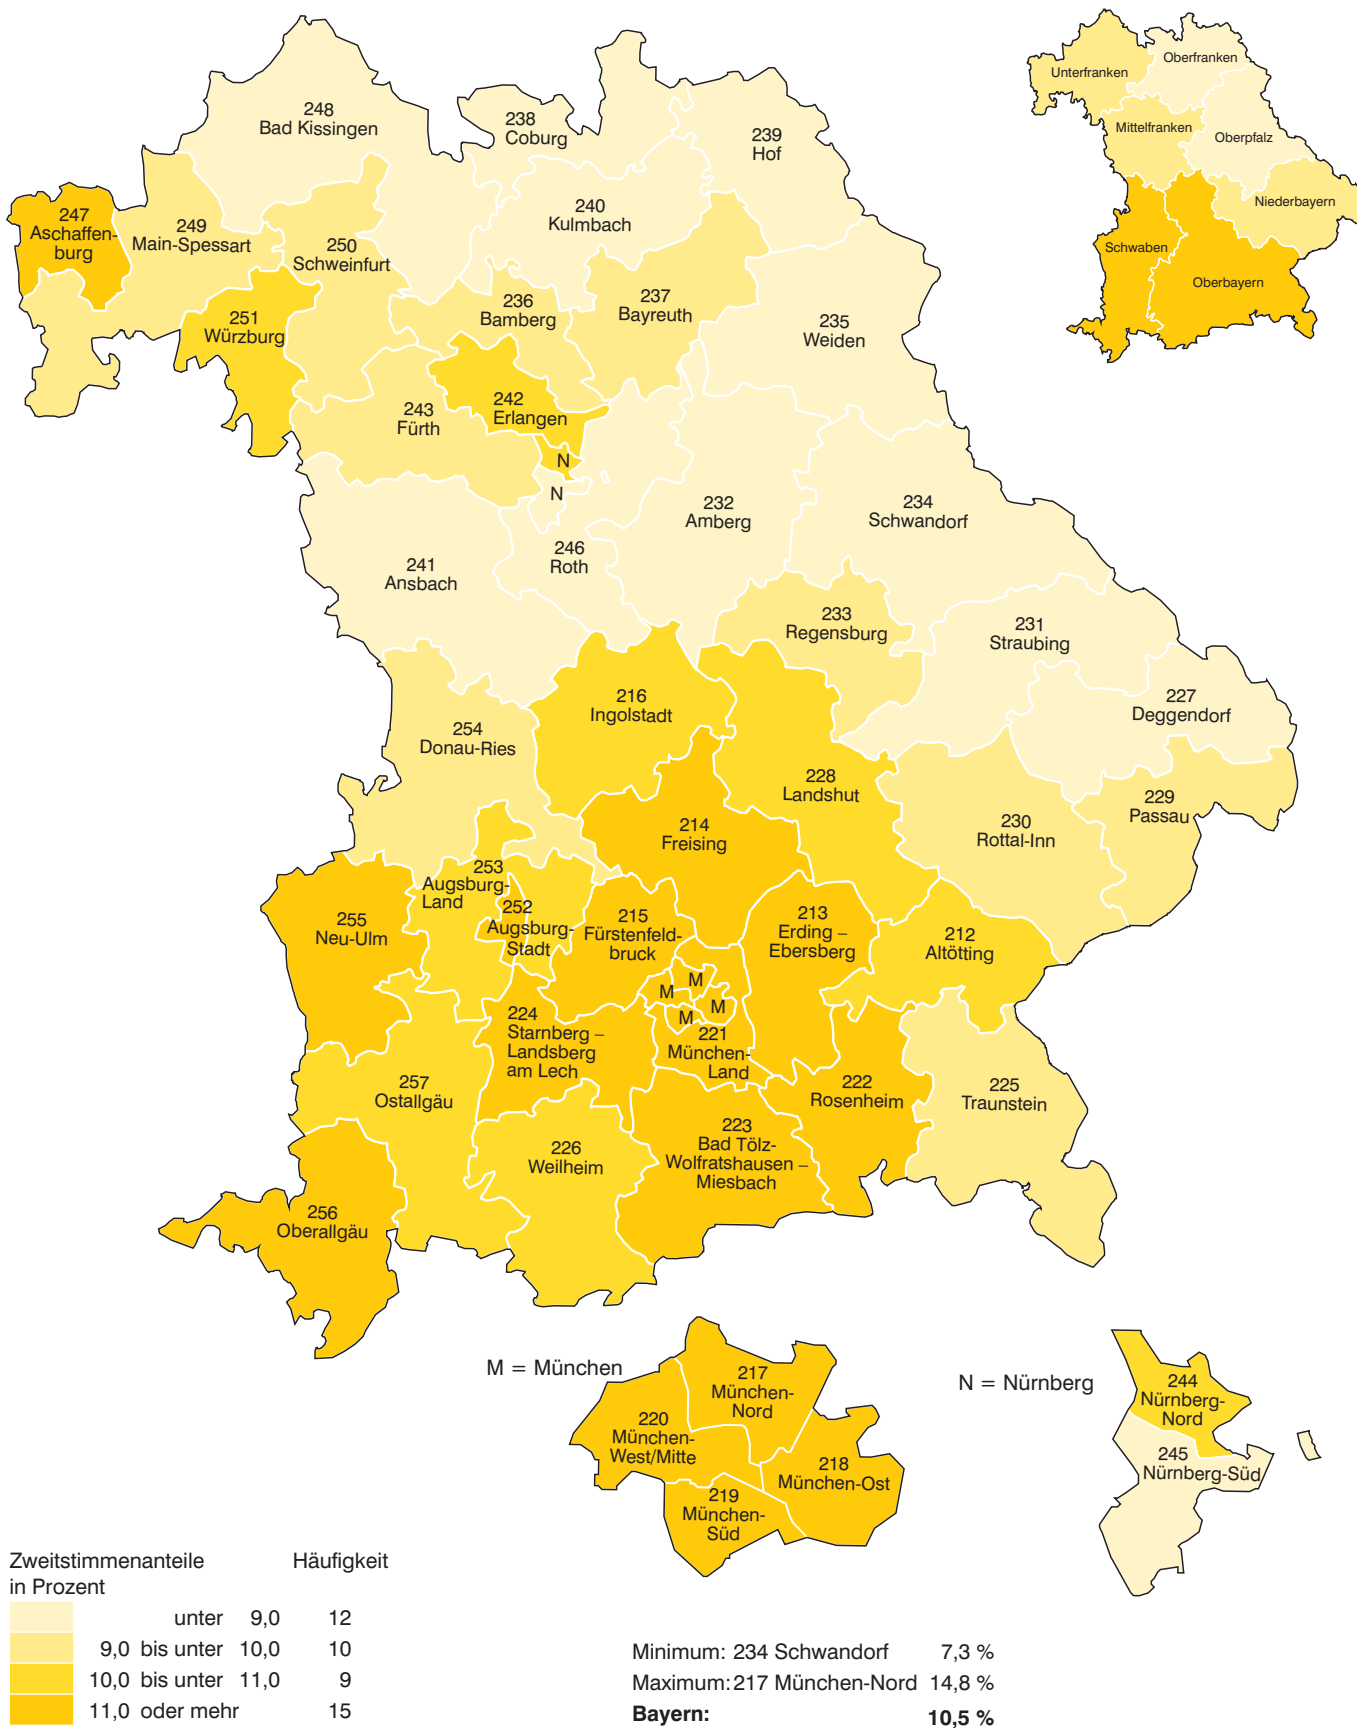 248
Bad Kissingen
238
Coburg
239
Hof
240
Kulmbach
247
Aschaffen-
burg
249
Main-Spessart
250
Schweinfurt
236
Bamberg
237
Bayreuth
251
Würzburg
235
Weiden
242
Erlangen
243
Fürth
N
N
232
Amberg
234
Schwandorf
246
Roth
241
Ansbach
233
Regensburg
231
Straubing
227
Deggendorf
216
Ingolstadt
254
Donau-Ries
228
Landshut
229
Passau
230
Rottal-Inn
214
Freising
253
Augsburg-
Land
252
Augsburg-
Stadt
215
Fürstenfeld-
bruck
213
Erding –
Ebersberg
212
Altötting
255
Neu-Ulm
M
M
M
M
224
Starnberg –
Landsberg
am Lech
221
München-
Land
222
Rosenheim
225
Traunstein
257
Ostallgäu
226
Weilheim
223
Bad Tölz-
Wolfratshausen –
Miesbach
256
Oberallgäu
Unterfranken
Oberfranken
Mittelfranken
Oberpfalz
Niederbayern
Schwaben
Oberbayern
M = München
217
München-
Nord
220
München-
West/Mitte
218
München-Ost
219
München-
Süd
N = Nürnberg
244
Nürnberg-
Nord
245
Nürnberg-Süd
Zweitstimmenanteile Häufigkeit
in Prozent
unter 9,0 12
9,0 bis unter 10,0 10
10,0 bis unter 11,0 9
11,0 oder mehr 15
Minimum: 234 Schwandorf 7,3 %
Maximum: 217 München-Nord 14,8 %
Bayern: 10,5 %